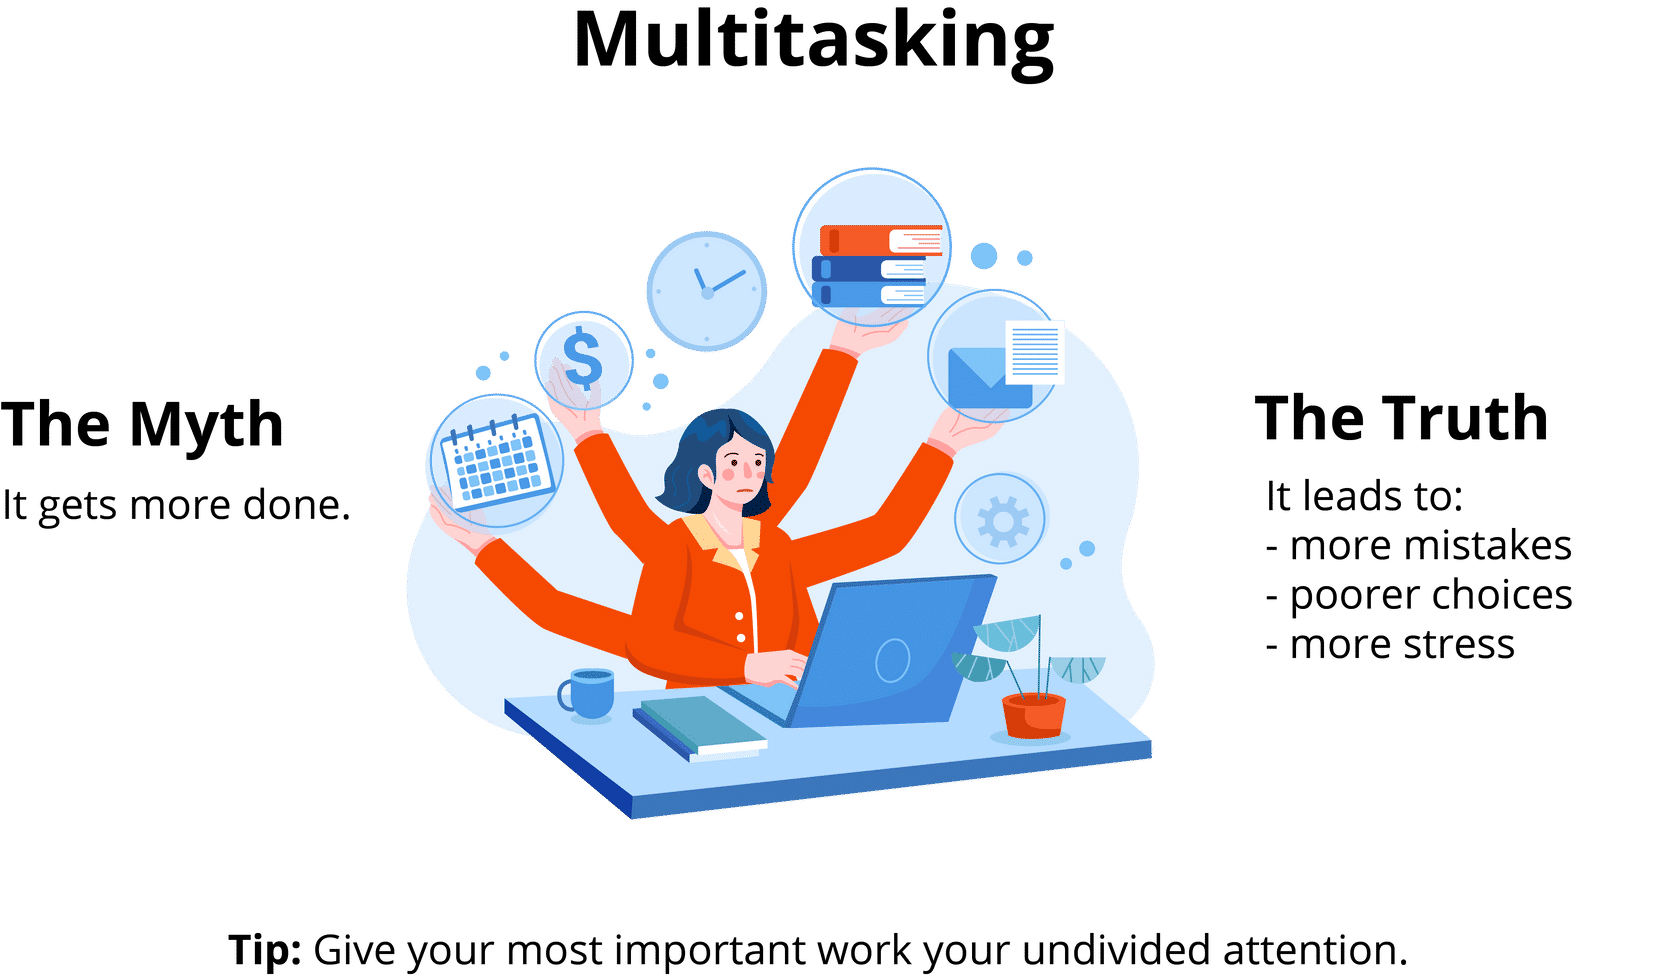 Multitasking
The Myth
It gets more done.
The Truth
It leads to:
- more mistakes
- poorer choices
- more stress
Tip: Give your most important work your undivided attention.
$